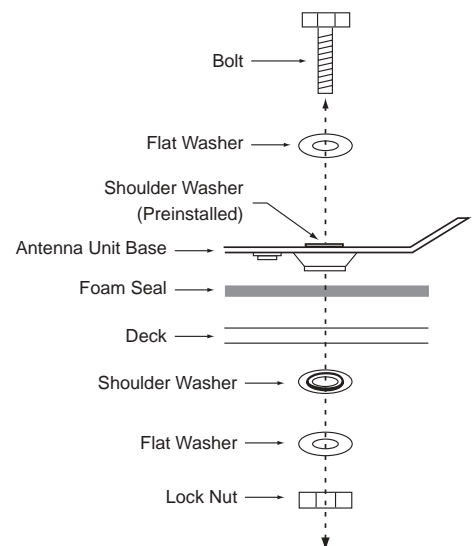 Bolt
Flat Washer
Shoulder Washer
(Preinstalled)
Antenna Unit Base
Foam Seal
Deck
Shoulder Washer
Flat Washer
Lock Nut